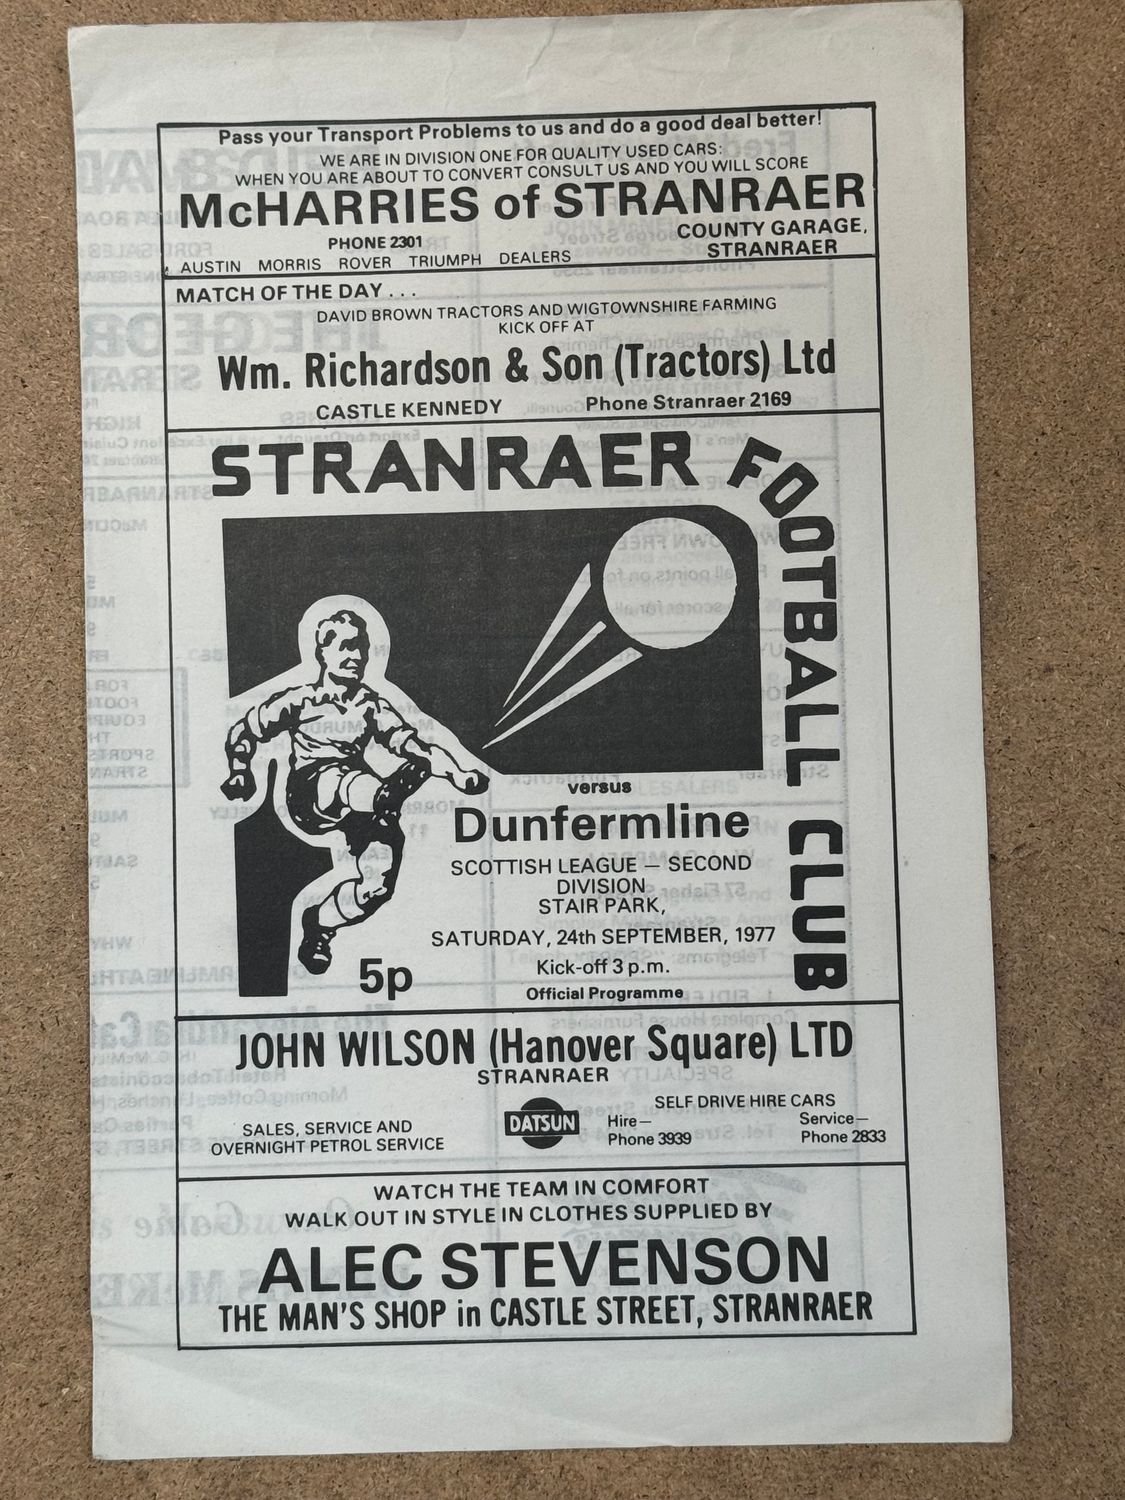 Pass your Transport Problems to us and do a good deal better!
WE ARE IN DIVISION ONE FOR QUALITY USED CARS:
WHEN YOU ARE ABOUT TO CONVERT CONSULT US AND YOU WILL SCORE
McHARRIES of STRANRAER
PHONE 2301
COUNTY GARAGE,
STRANRAER
AUSTIN MORRIS ROVER TRIUMPH DEALERS
MATCH OF THE DAY . . .
DAVID BROWN TRACTORS AND WIGTOWNSHIRE FARMING
KICK OFF AT
Wm. Richardson & Son (Tractors) Ltd
CASTLE KENNEDY Phone Stranraer 2169
STRANRAER FOOTBALL CLUB
versus
Dunfermline
SCOTTISH LEAGUE — SECOND
DIVISION
STAIR PARK,
SATURDAY, 24th SEPTEMBER, 1977
Kick-off 3 p.m.
5p
Official Programme
JOHN WILSON (Hanover Square) LTD
STRANRAER
SALES, SERVICE AND
OVERNIGHT PETROL SERVICE
DATSUN
SELF DRIVE HIRE CARS
Hire— Service—
Phone 3939 Phone 2833
WATCH THE TEAM IN COMFORT
WALK OUT IN STYLE IN CLOTHES SUPPLIED BY
ALEC STEVENSON
THE MAN'S SHOP in CASTLE STREET, STRANRAER